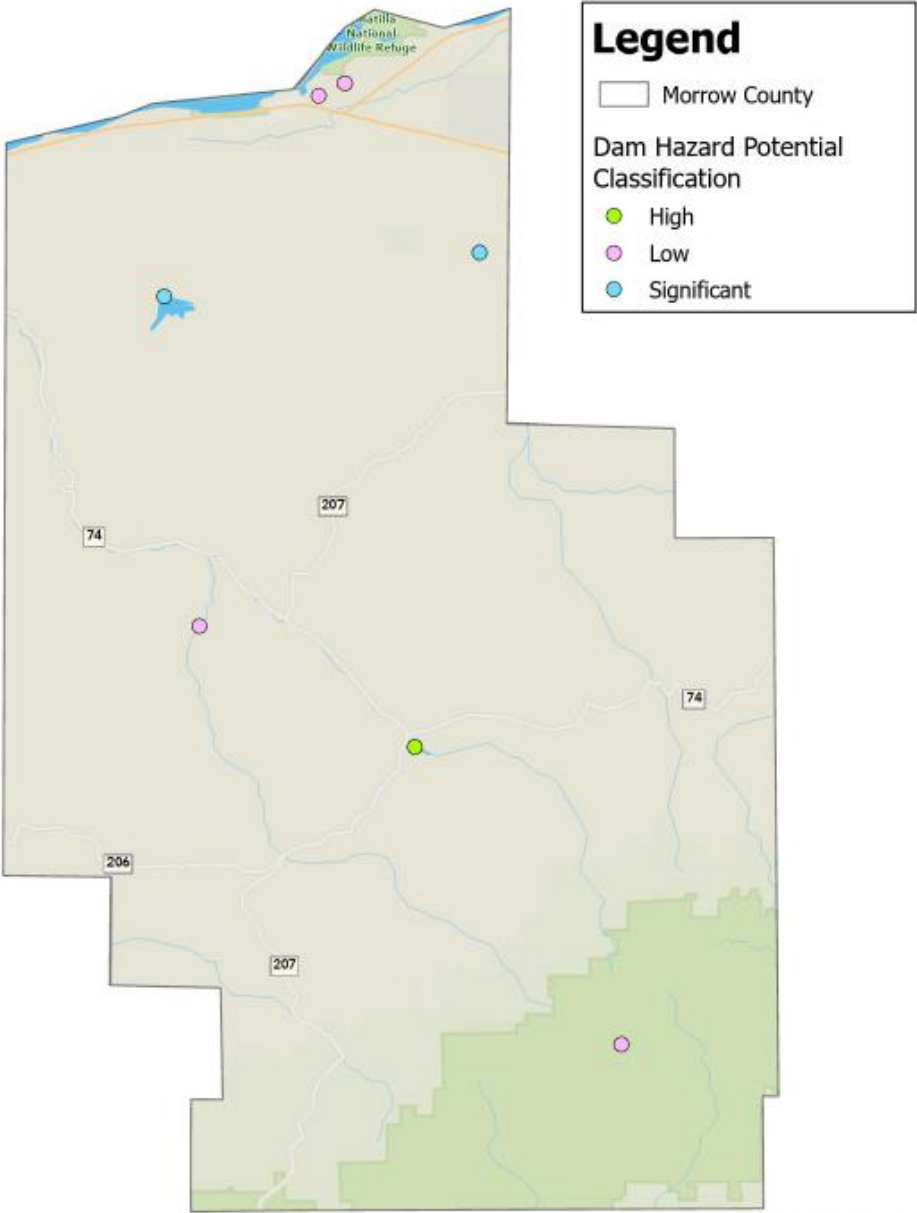 National
Wildlife Refuge
207
74
74
206
207
Legend
Morrow County
Dam Hazard Potential
Classification
High
Low
Significant